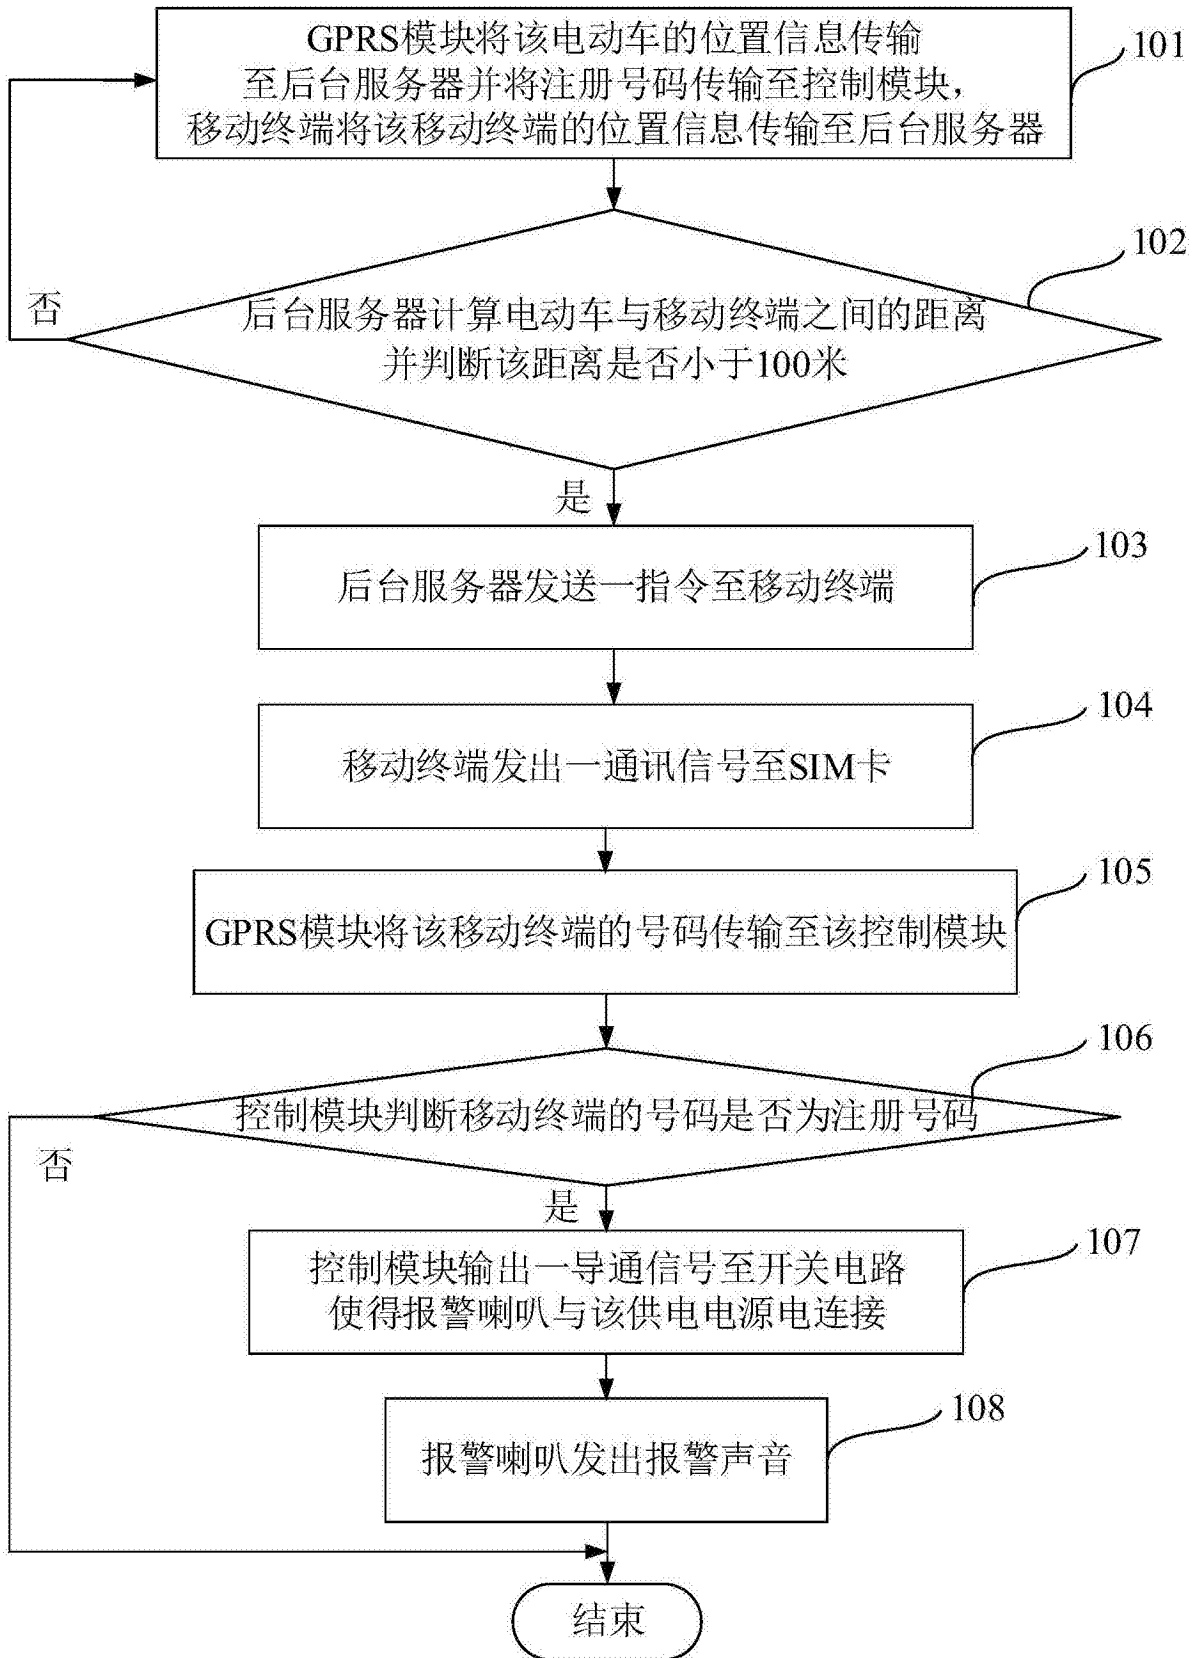 GPRS模块将该电动车的位置信息传输
至后台服务器并将注册号码传输至控制模块，
移动终端将该移动终端的位置信息传输至后台服务器
101
102
否
后台服务器计算电动车与移动终端之间的距离
并判断该距离是否小于100米
是
103
后台服务器发送一指令至移动终端
104
移动终端发出一通讯信号至SIM卡
105
GPRS模块将该移动终端的号码传输至该控制模块
106
控制模块判断移动终端的号码是否为注册号码
否
是
107
控制模块输出一导通信号至开关电路
使得报警喇叭与该供电电源电连接
108
报警喇叭发出报警声音
结束